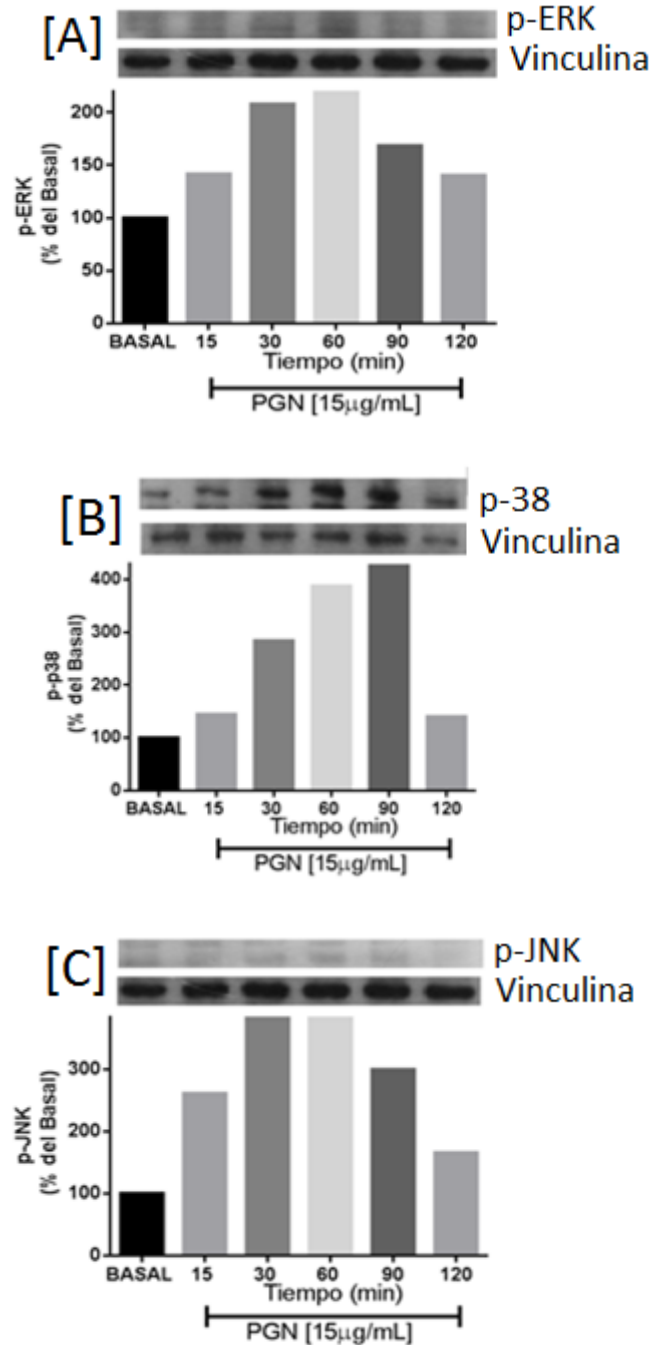 [A]
p-ERK
Vinculina
p-ERK
(% del Basal)
200
150
100
50
0
BASAL 15 30 60 90 120
Tiempo (min)
PGN [15µg/mL]
[B]
p-38
Vinculina
p-p38
(% del Basal)
400
300
200
100
0
BASAL 15 30 60 90 120
Tiempo (min)
PGN [15µg/mL]
[C]
p-JNK
Vinculina
p-JNK
(% del Basal)
300
200
100
0
BASAL 15 30 60 90 120
Tiempo (min)
PGN [15µg/mL]